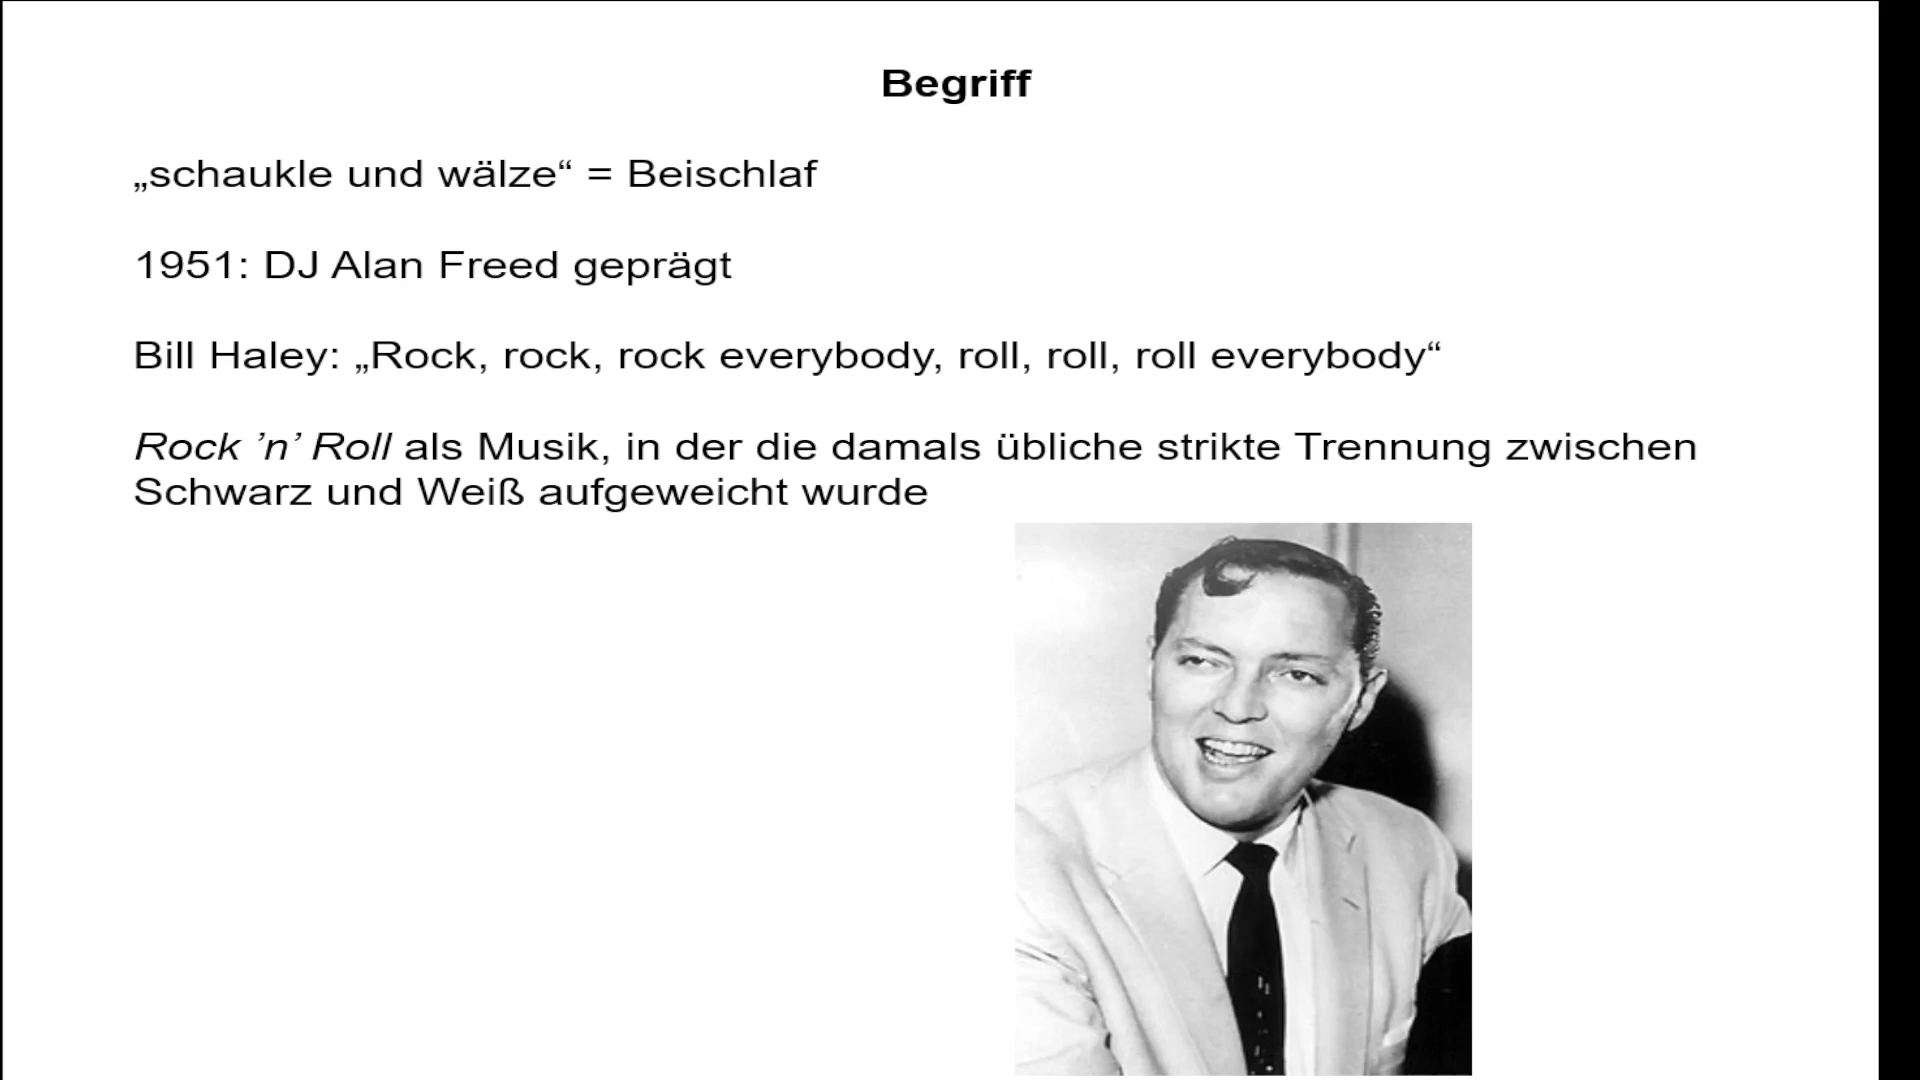 Begriff
„schaukle und wälze“ = Beischlaf
1951: DJ Alan Freed geprägt
Bill Haley: „Rock, rock, rock everybody, roll, roll, roll everybody“
Rock ’n’ Roll als Musik, in der die damals übliche strikte Trennung zwischen
Schwarz und Weiß aufgeweicht wurde